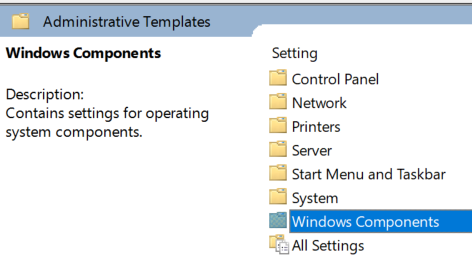 Administrative Templates
Windows Components
Description:
Contains settings for operating
system components.
Setting
Control Panel
Network
Printers
Server
Start Menu and Taskbar
System
Windows Components
All Settings